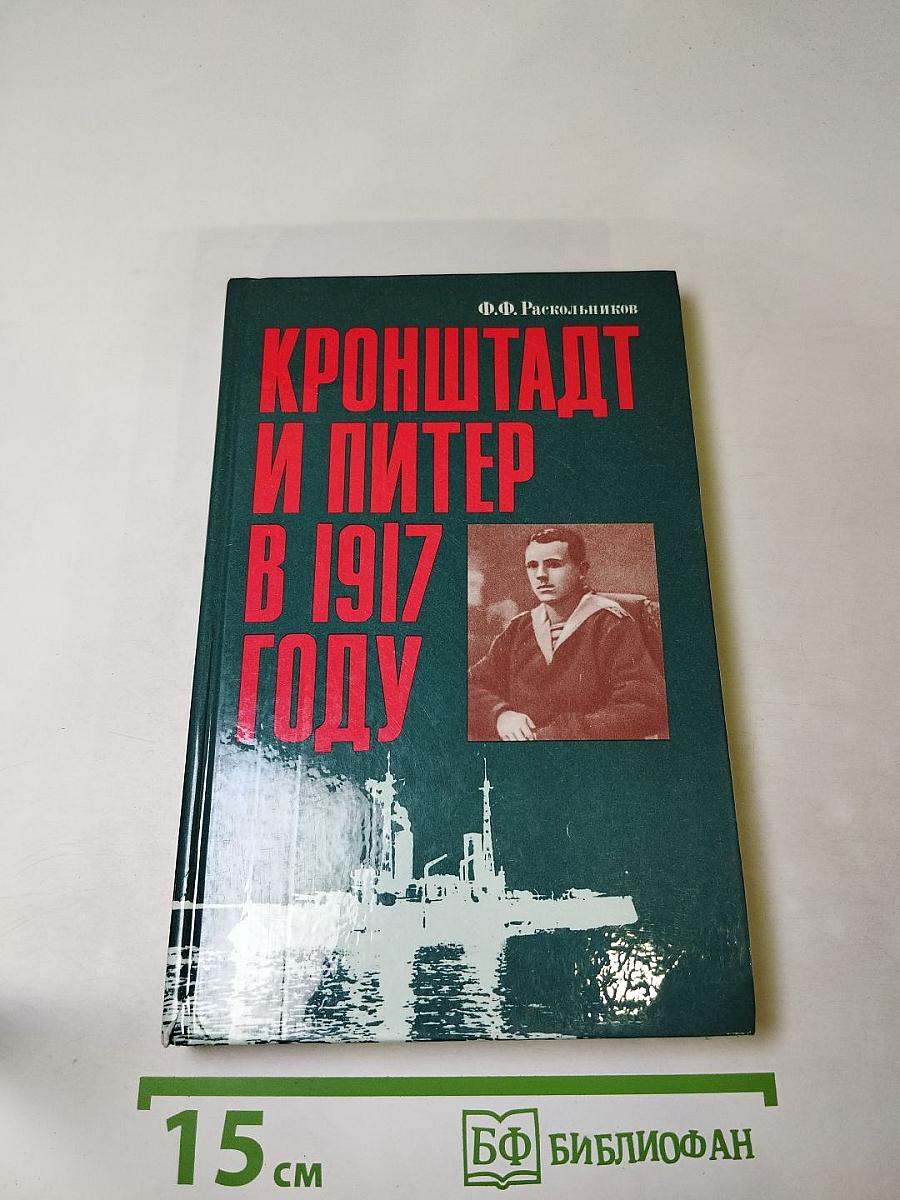 Ф.Ф. Раскольников
КРОНШТАДТ
И ПИТЕР
В 1917
ГОДУ
15 см
БФ БИБЛИОФАН